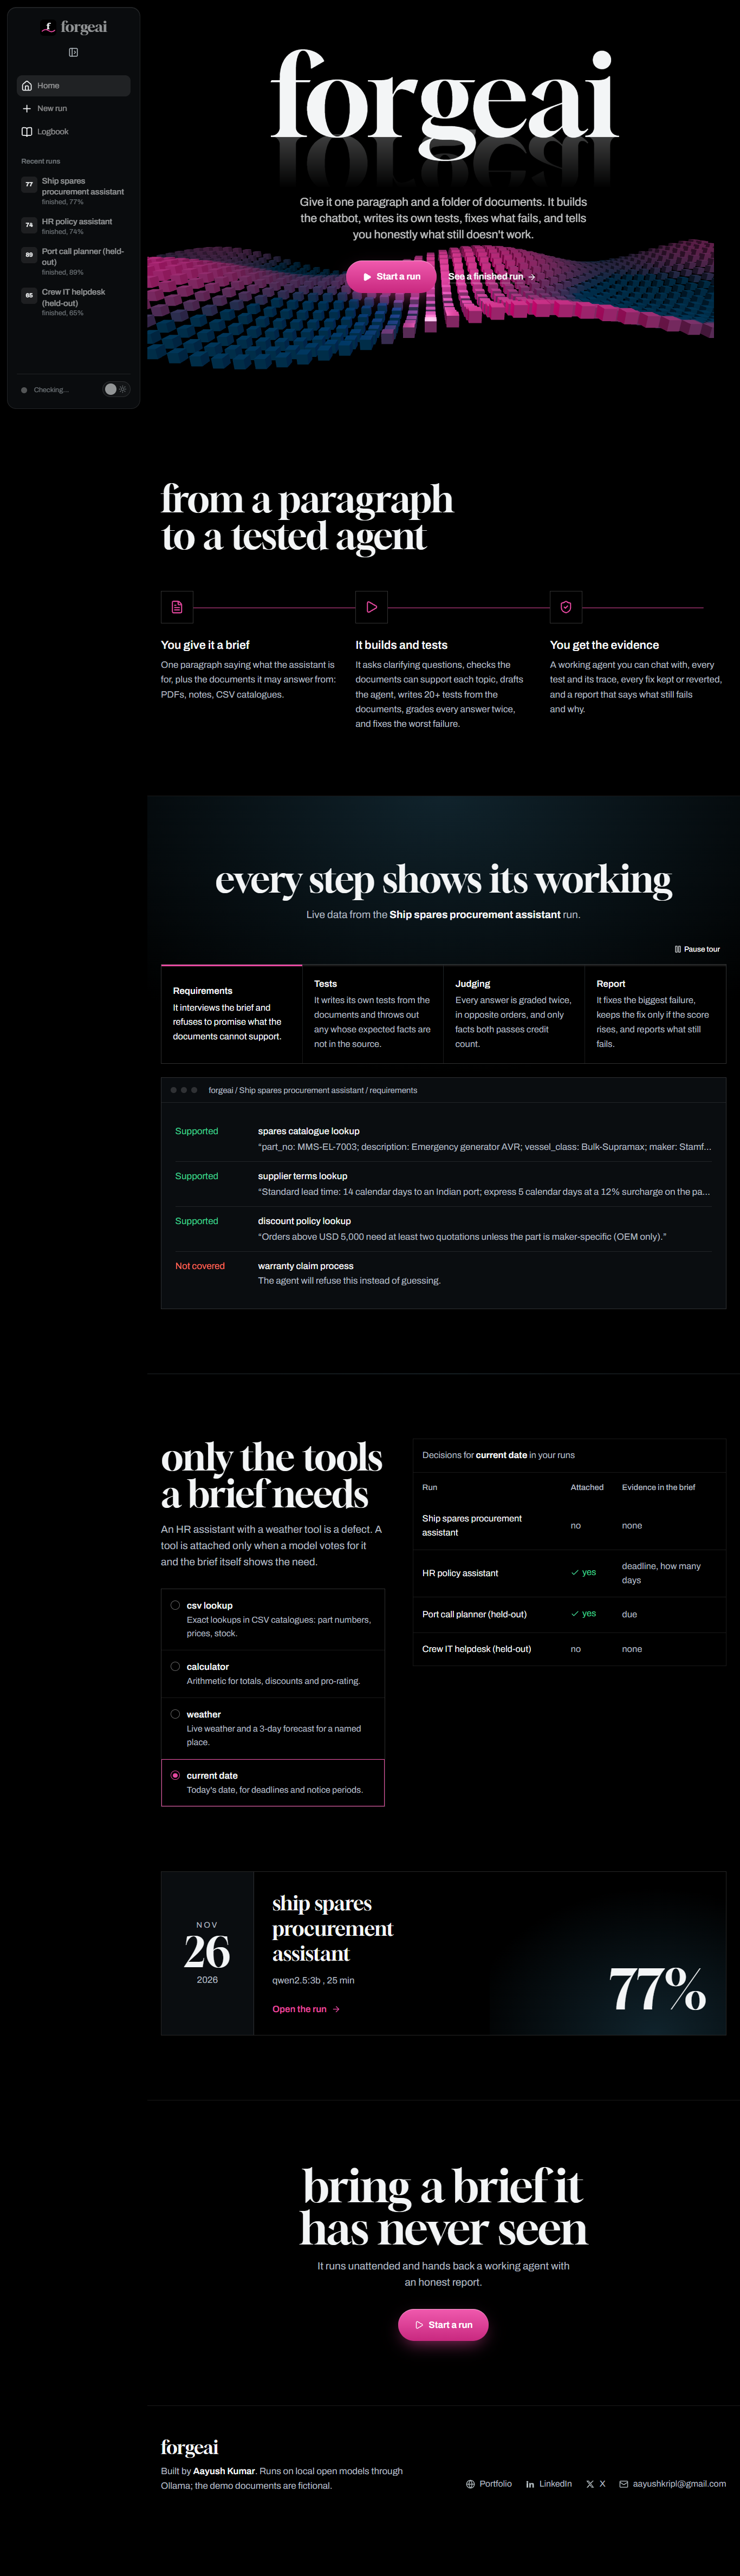 forgeai
Home
New run
Logbook
Recent runs
77
Ship spares
procurement assistant
finished, 77%
74
HR policy assistant
finished, 74%
89
Port call planner (held-
out)
finished, 89%
65
Crew IT helpdesk
(held-out)
finished, 65%
Checking...
forgeai
Give it one paragraph and a folder of documents. It builds
the chatbot, writes its own tests, fixes what fails, and tells
you honestly what still doesn't work.
Start a run
See a finished run →
from a paragraph
to a tested agent
You give it a brief
One paragraph saying what the assistant is
for, plus the documents it may answer from:
PDFs, notes, CSV catalogues.
It builds and tests
It asks clarifying questions, checks the
documents can support each topic, drafts
the agent, writes 20+ tests from the
documents, grades every answer twice,
and fixes the worst failure.
You get the evidence
A working agent you can chat with, every
test and its trace, every fix kept or reverted,
and a report that says what still fails
and why.
every step shows its working
Live data from the Ship spares procurement assistant run.
Pause tour
Requirements
It interviews the brief and
refuses to promise what the
documents cannot support.
Tests
It writes its own tests from the
documents and throws out
any whose expected facts are
not in the source.
Judging
Every answer is graded twice,
in opposite orders, and only
facts both passes credit
count.
Report
It fixes the biggest failure,
keeps the fix only if the score
rises, and reports what still
fails.
forgeai / Ship spares procurement assistant / requirements
Supported
spares catalogue lookup
“part_no: MMS-EL-7003; description: Emergency generator AVR; vessel_class: Bulk-Supramax; maker: Stamf...
Supported
supplier terms lookup
“Standard lead time: 14 calendar days to an Indian port; express 5 calendar days at a 12% surcharge on the pa...
Supported
discount policy lookup
“Orders above USD 5,000 need at least two quotations unless the part is maker-specific (OEM only).”
Not covered
warranty claim process
The agent will refuse this instead of guessing.
only the tools
a brief needs
An HR assistant with a weather tool is a defect. A
tool is attached only when a model votes for it
and the brief itself shows the need.
csv lookup
Exact lookups in CSV catalogues: part numbers,
prices, stock.
calculator
Arithmetic for totals, discounts and pro-rating.
weather
Live weather and a 3-day forecast for a named
place.
current date
Today's date, for deadlines and notice periods.
Decisions for current date in your runs
Run Attached Evidence in the brief
Ship spares procurement
assistant
no
none
HR policy assistant
yes
deadline, how many
days
Port call planner (held-out)
yes
due
Crew IT helpdesk (held-out)
no
none
NOV
26
2026
ship spares
procurement
assistant
qwen2.5:3b , 25 min
Open the run →
77%
bring a brief it
has never seen
It runs unattended and hands back a working agent with
an honest report.
Start a run
forgeai
Built by Aayush Kumar. Runs on local open models through
Ollama; the demo documents are fictional.
Portfolio
LinkedIn
X
aayushkripl@gmail.com